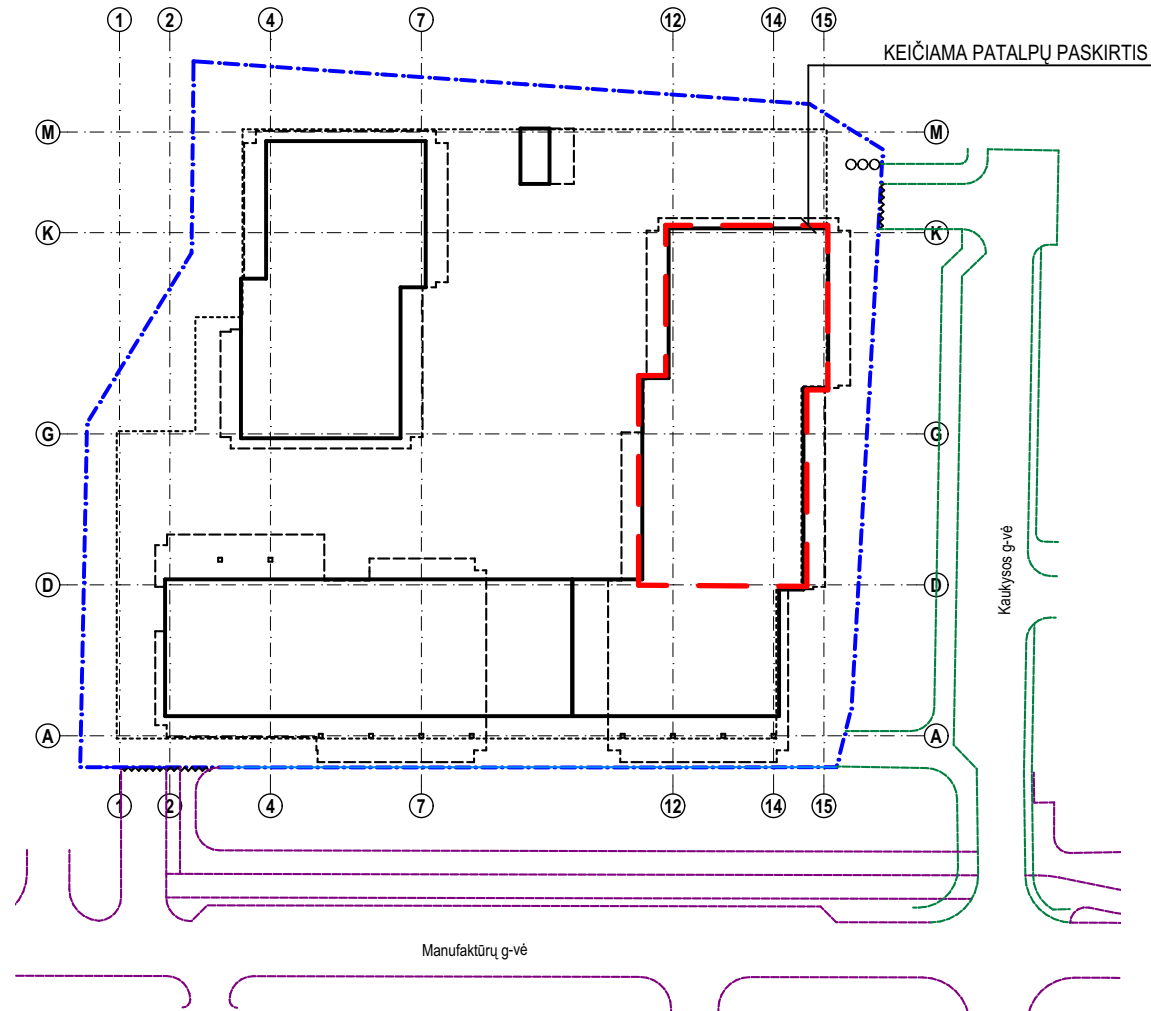 1 2 4 7 12 14 15
KEIČIAMA PATALPŲ PASKIRTIS
M M
K K
G G
Kaukysos g-vė
D D
A A
1 2 4 7 12 14 15
Manufaktūrų g-vė